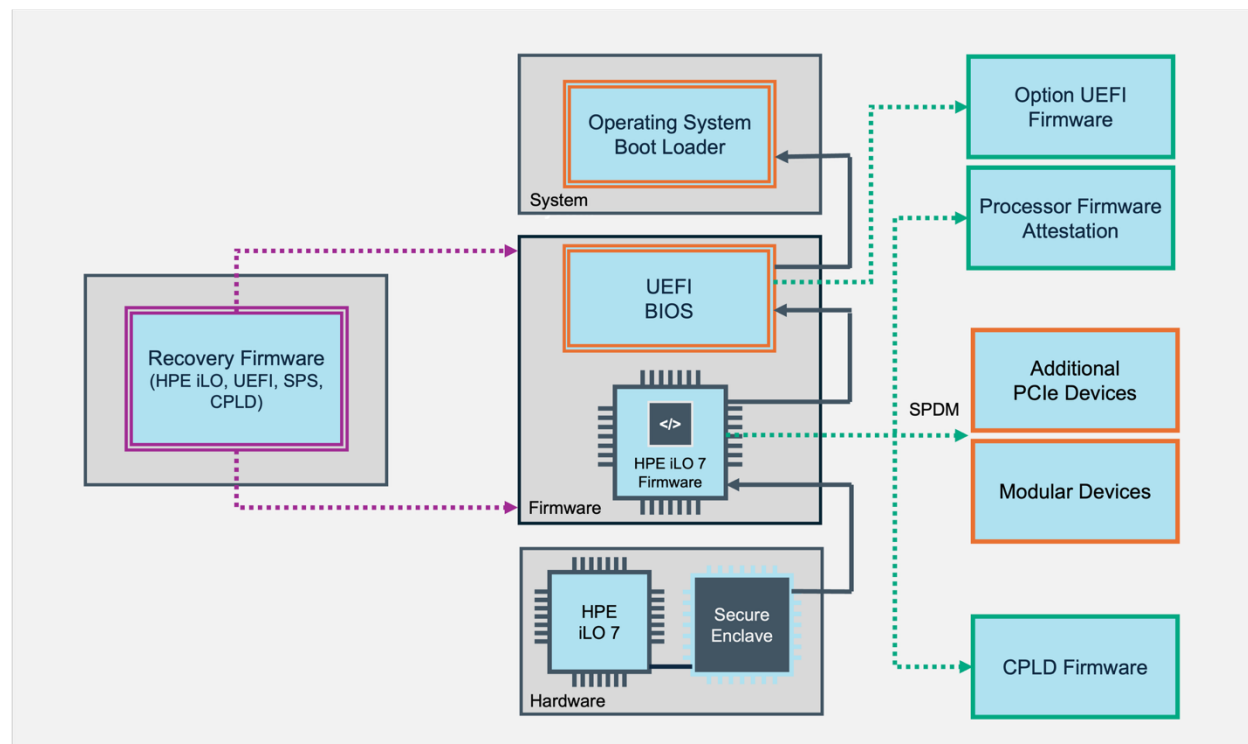 Operating System
Boot Loader
System
Option UEFI
Firmware
Processor Firmware
Attestation
UEFI
BIOS
Recovery Firmware
(HPE iLO, UEFI, SPS,
CPLD)
</>
HPE iLO 7
Firmware
Firmware
SPDM
Additional
PCIe Devices
Modular Devices
HPE
iLO 7
Secure
Enclave
Hardware
CPLD Firmware